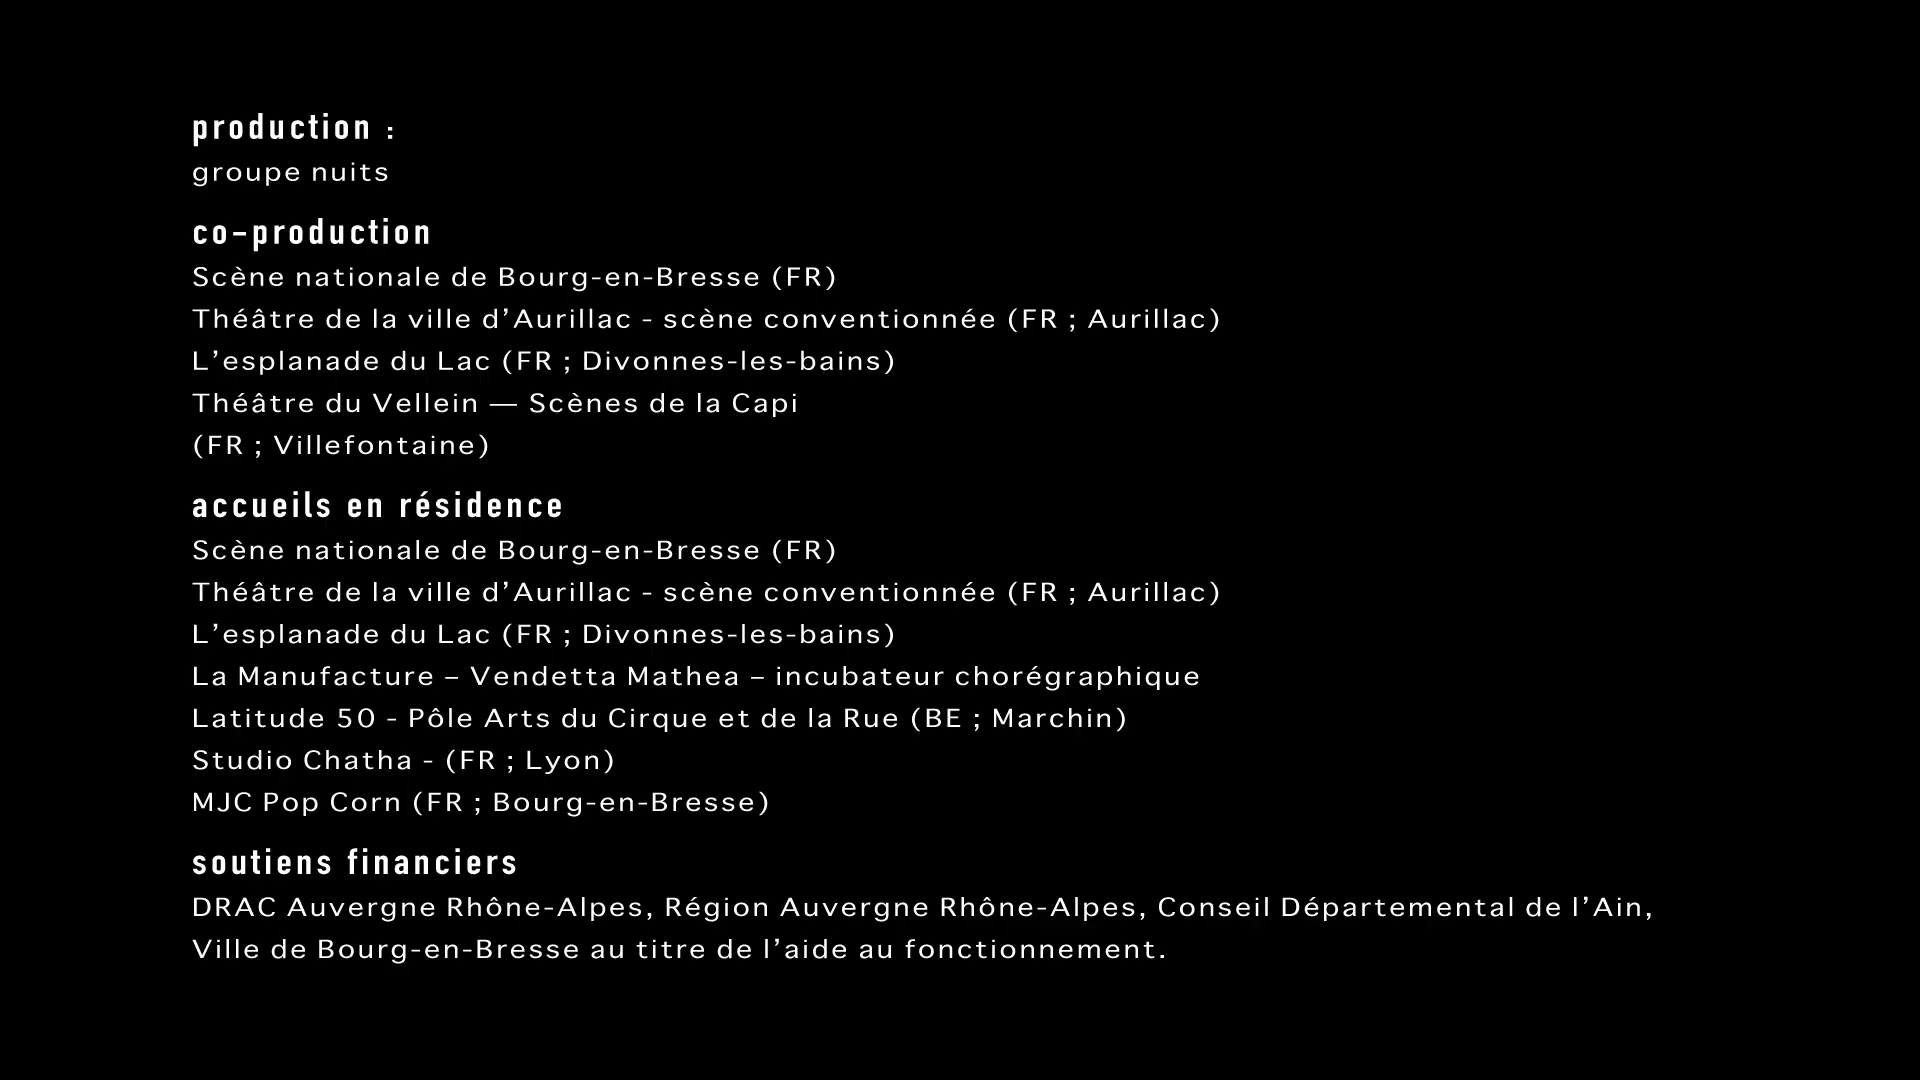 production :
groupe nuits
co-production
Scène nationale de Bourg-en-Bresse (FR)
Théâtre de la ville d’Aurillac - scène conventionnée (FR ; Aurillac)
L’esplanade du Lac (FR ; Divonnes-les-bains)
Théâtre du Vellein — Scènes de la Capi
(FR ; Villefontaine)
accueils en résidence
Scène nationale de Bourg-en-Bresse (FR)
Théâtre de la ville d’Aurillac - scène conventionnée (FR ; Aurillac)
L’esplanade du Lac (FR ; Divonnes-les-bains)
La Manufacture – Vendetta Mathea – incubateur chorégraphique
Latitude 50 - Pôle Arts du Cirque et de la Rue (BE ; Marchin)
Studio Chatha - (FR ; Lyon)
MJC Pop Corn (FR ; Bourg-en-Bresse)
soutiens financiers
DRAC Auvergne Rhône-Alpes, Région Auvergne Rhône-Alpes, Conseil Départemental de l’Ain,
Ville de Bourg-en-Bresse au titre de l’aide au fonctionnement.